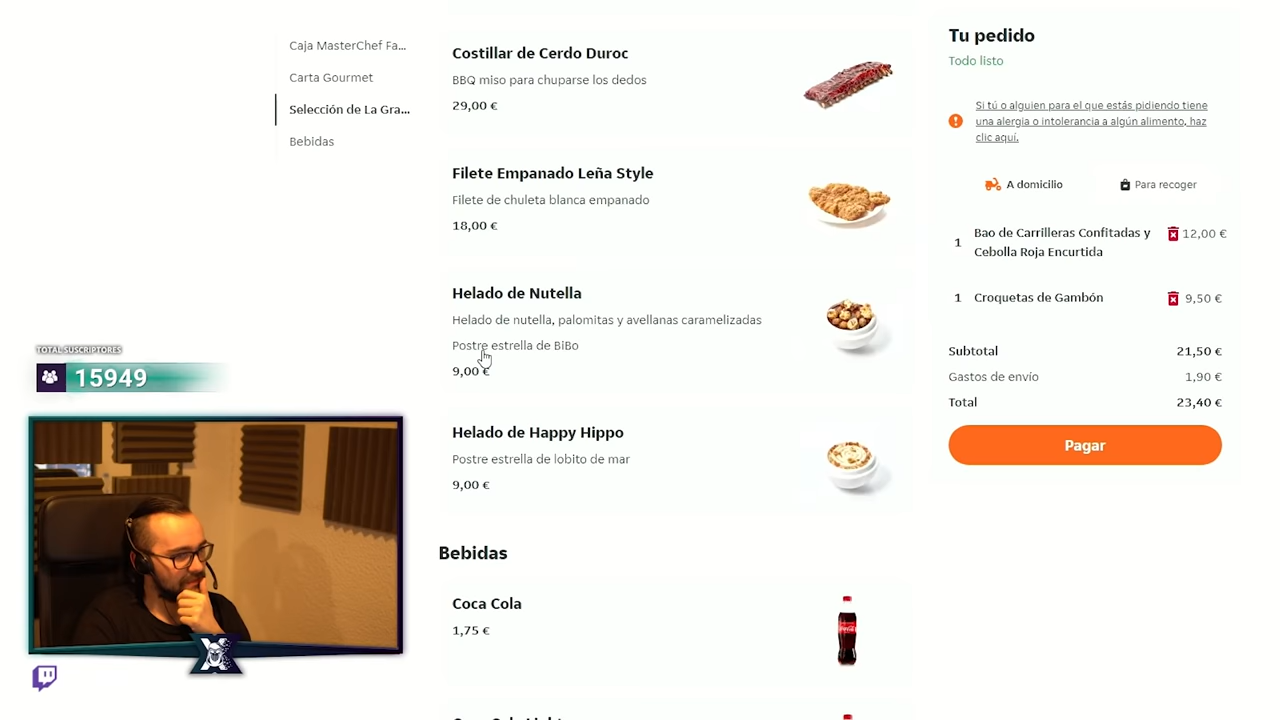 Caja MasterChef Fa...
Carta Gourmet
Selección de La Gra...
Bebidas
Costillar de Cerdo Duroc
BBQ miso para chuparse los dedos
29,00 €
Filete Empanado Leña Style
Filete de chuleta blanca empanado
18,00 €
Helado de Nutella
Helado de nutella, palomitas y avellanas caramelizadas
Postre estrella de BiBo
9,00 €
Helado de Happy Hippo
Postre estrella de lobito de mar
9,00 €
Bebidas
Coca Cola
1,75 €
Tu pedido
Todo listo
Si tú o alguien para el que estás pidiendo tiene
una alergia o intolerancia a algún alimento, haz
clic aquí.
A domicilio
Para recoger
1 Bao de Carrilleras Confitadas y
Cebolla Roja Encurtida
12,00 €
1 Croquetas de Gambón 9,50 €
Subtotal 21,50 €
Gastos de envío 1,90 €
Total 23,40 €
Pagar
TOTAL SUSCRIPTORES
15949